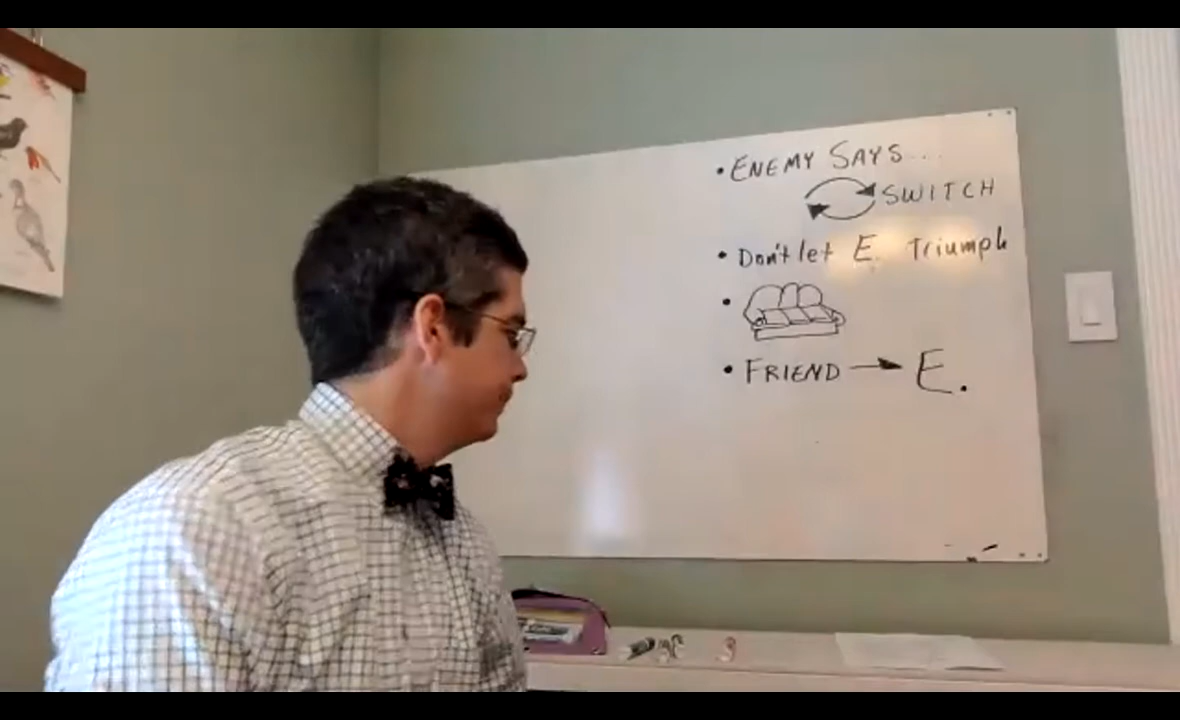 • ENEMY SAYS...
SWITCH
• Don't let E. Triumph
•
• FRIEND → E.